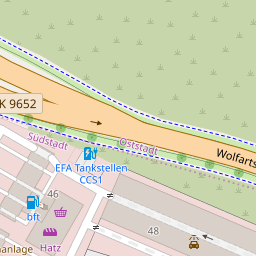 K 9652
Südstadt
Oststadt
Wolfarts
EFA Tankstellen
CCS1
46
bft
48
Hatz
anlage